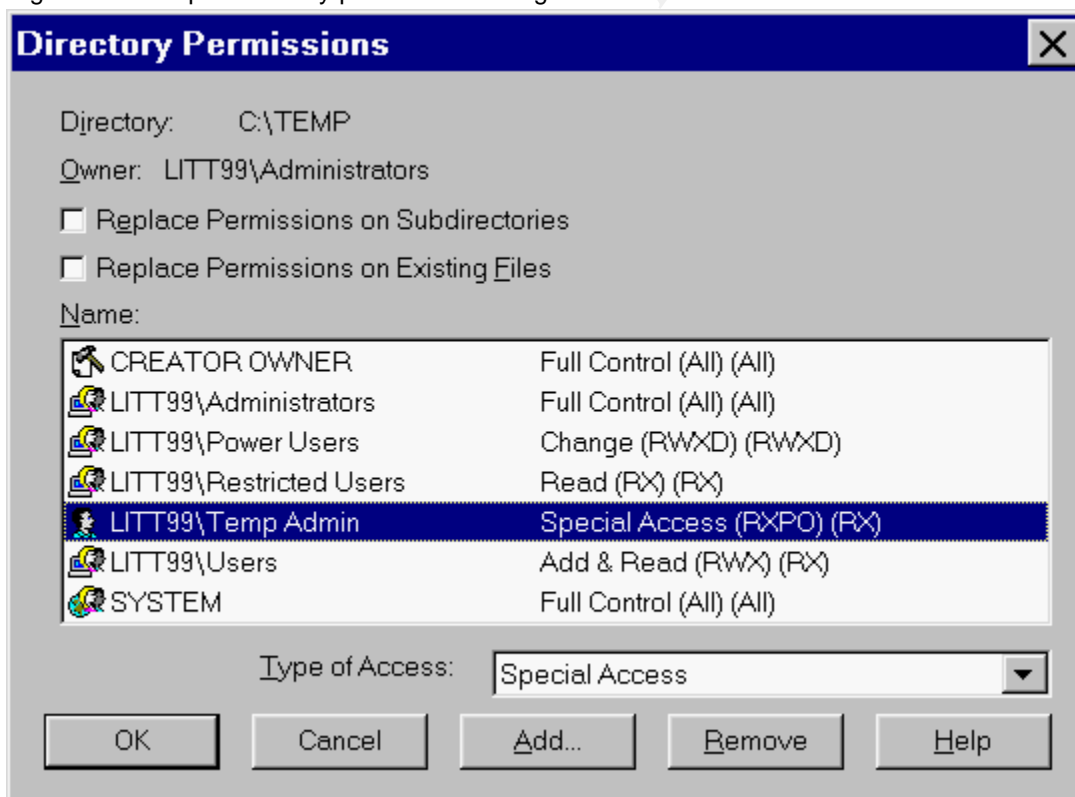 Directory Permissions
Directory: C:\TEMP
Owner: LITT99\Administrators
Replace Permissions on Subdirectories
Replace Permissions on Existing Files
Name:
CREATOR OWNER Full Control (All) (All)
LITT99\Administrators Full Control (All) (All)
LITT99\Power Users Change (RWXD) (RWXD)
LITT99\Restricted Users Read (RX) (RX)
LITT99\Temp Admin Special Access (RXPO) (RX)
LITT99\Users Add & Read (RWX) (RX)
SYSTEM Full Control (All) (All)
Type of Access: Special Access
OK Cancel Add... Remove Help